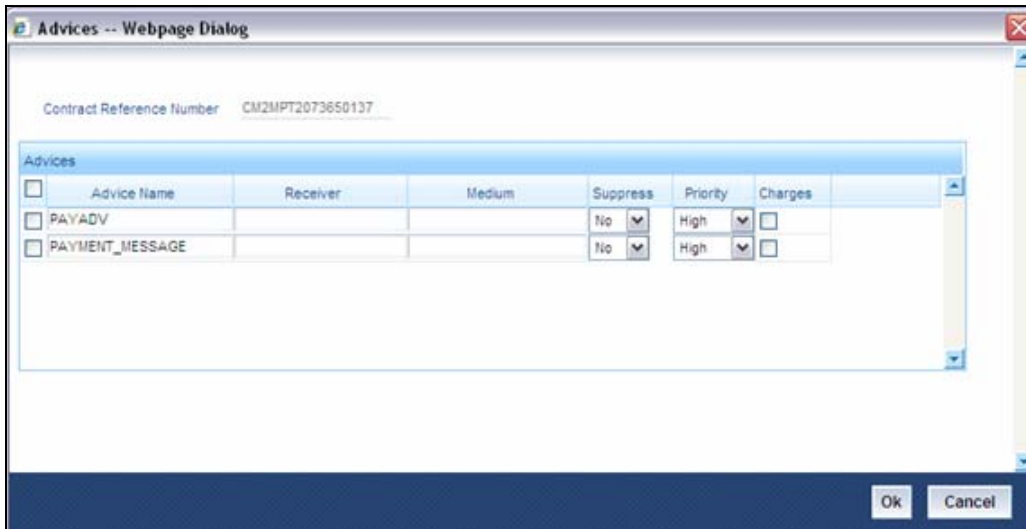 Advices -- Webpage Dialog
Contract Reference Number CM2MPT2073650137
Advices
Advice Name Receiver Medium Suppress Priority Charges
PAYADV No High
PAYMENT_MESSAGE No High
Ok Cancel